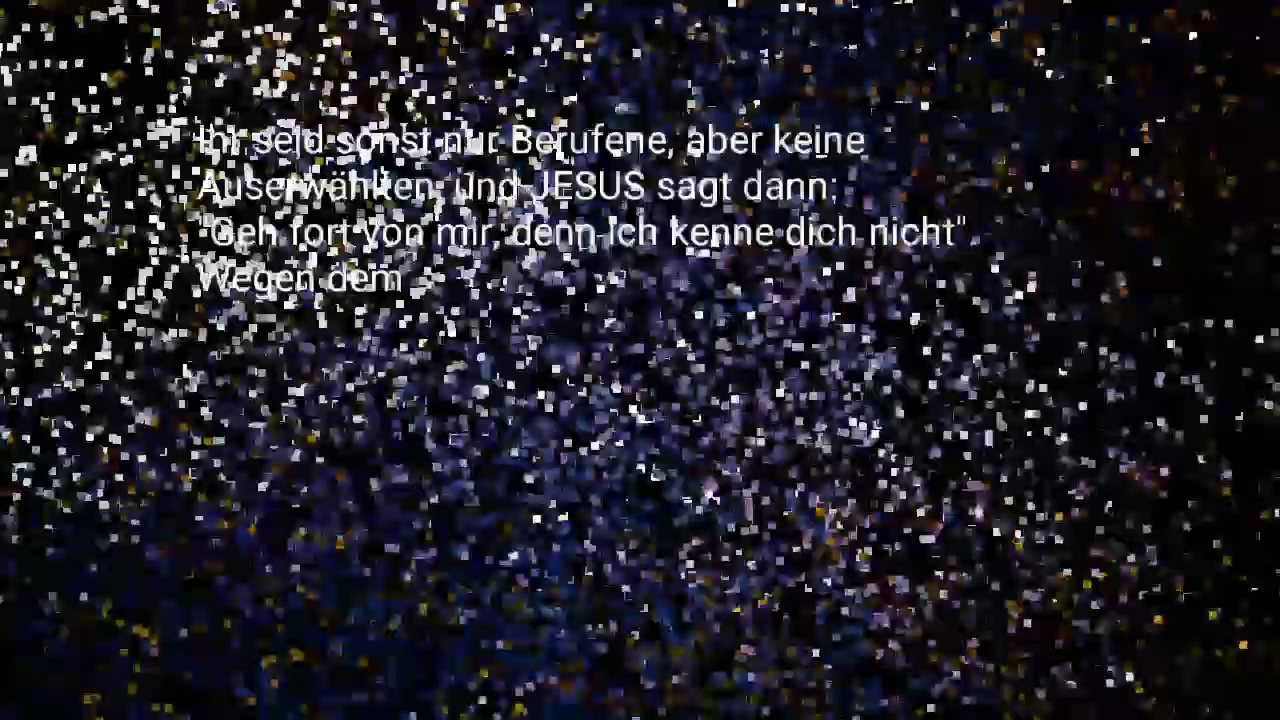 Ihr seid sonst nur Berufene, aber keine
Auserwählten, und JESUS sagt dann:
"Geh fort von mir, denn ich kenne dich nicht".
Wegen dem